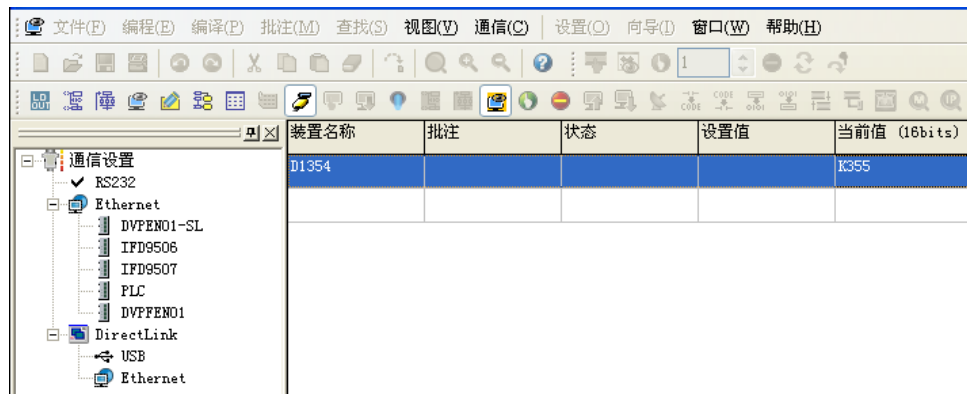 文件(F) 编程(E) 编译(P) 批注(M) 查找(S) 视图(V) 通信(C) 设置(O) 向导(I) 窗口(W) 帮助(H)
1
装置名称 批注 状态 设置值 当前值 (16bits)
D1354 K355
通信设置
RS232
Ethernet
DVPEN01-SL
IFD9506
IFD9507
PLC
DVPFEN01
DirectLink
USB
Ethernet